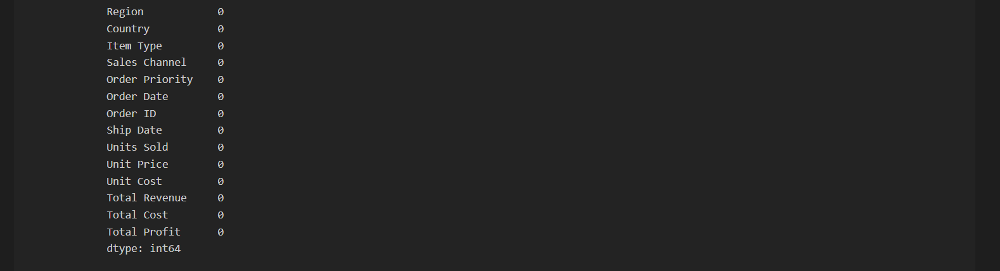 Region 0
Country 0
Item Type 0
Sales Channel 0
Order Priority 0
Order Date 0
Order ID 0
Ship Date 0
Units Sold 0
Unit Price 0
Unit Cost 0
Total Revenue 0
Total Cost 0
Total Profit 0
dtype: int64